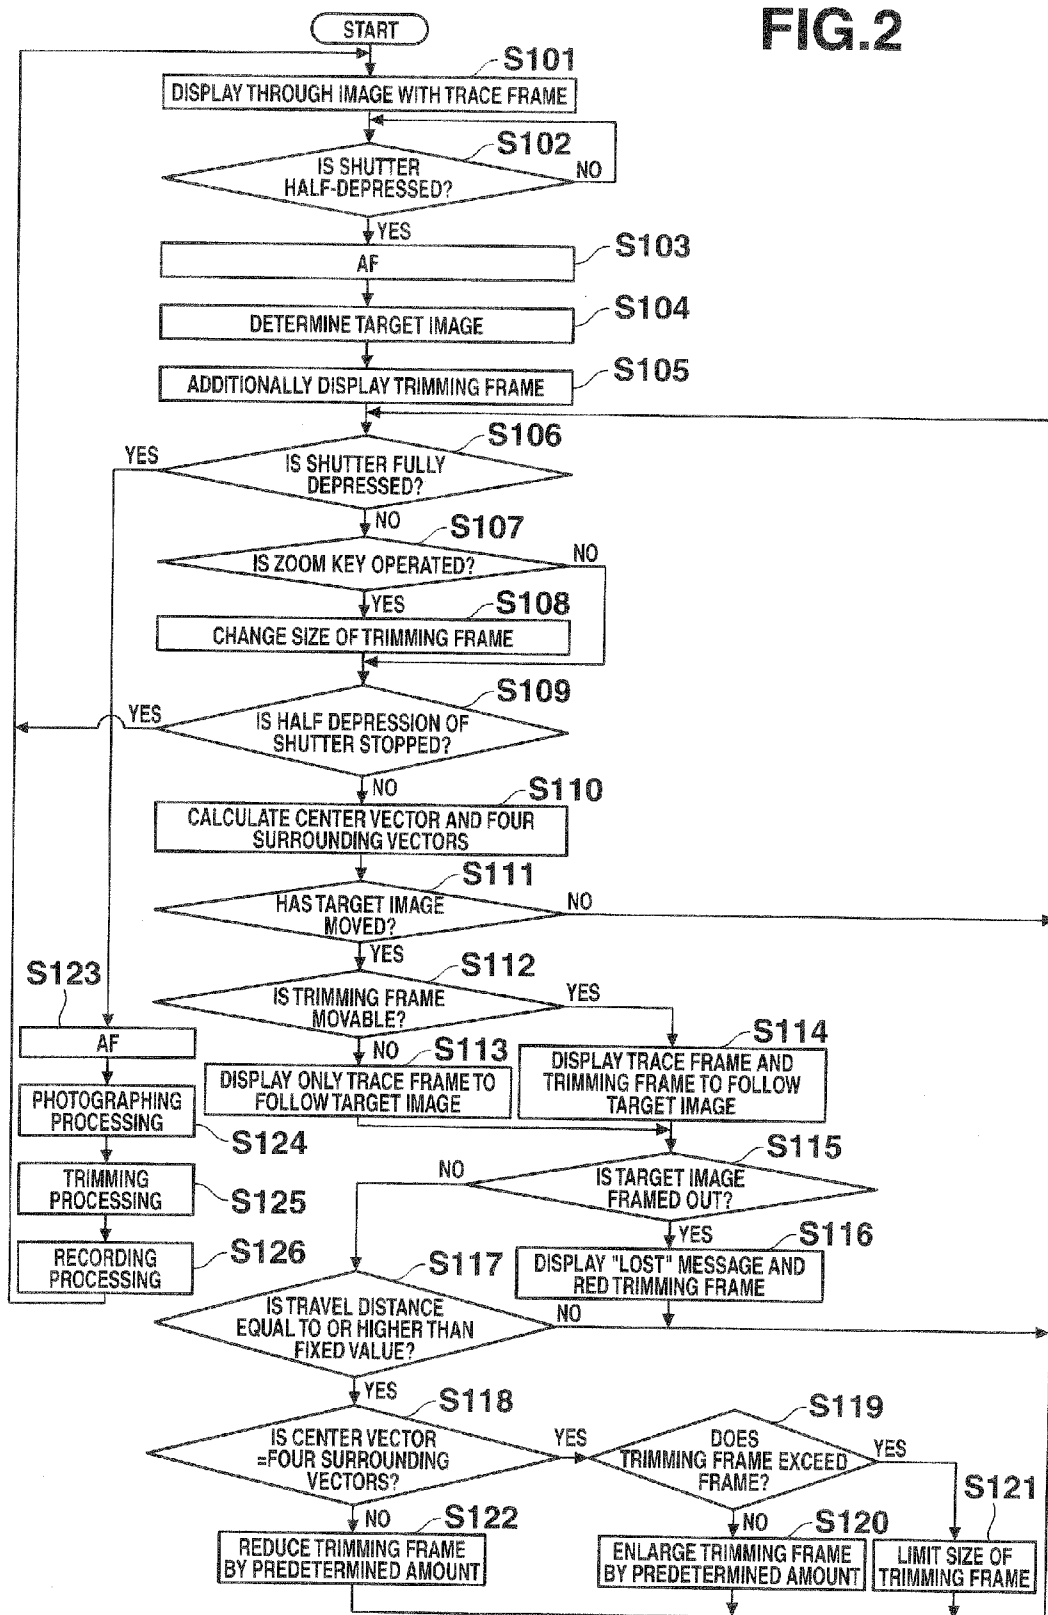 FIG.2
START
S101
DISPLAY THROUGH IMAGE WITH TRACE FRAME
S102
IS SHUTTER
HALF-DEPRESSED?
NO
YES
S103
AF
S104
DETERMINE TARGET IMAGE
S105
ADDITIONALLY DISPLAY TRIMMING FRAME
S106
YES
IS SHUTTER FULLY
DEPRESSED?
NO
S107
IS ZOOM KEY OPERATED?
NO
YES
S108
CHANGE SIZE OF TRIMMING FRAME
S109
YES
IS HALF DEPRESSION OF
SHUTTER STOPPED?
NO
S110
CALCULATE CENTER VECTOR AND FOUR
SURROUNDING VECTORS
S111
HAS TARGET IMAGE
MOVED?
NO
YES
S112
IS TRIMMING FRAME
MOVABLE?
YES
NO
S113
DISPLAY ONLY TRACE FRAME TO
FOLLOW TARGET IMAGE
S114
DISPLAY TRACE FRAME AND
TRIMMING FRAME TO FOLLOW
TARGET IMAGE
S123
AF
PHOTOGRAPHING
PROCESSING
S124
TRIMMING
PROCESSING
S125
RECORDING
PROCESSING
S126
S115
NO
IS TARGET IMAGE
FRAMED OUT?
YES
S116
DISPLAY "LOST" MESSAGE AND
RED TRIMMING FRAME
S117
IS TRAVEL DISTANCE
EQUAL TO OR HIGHER THAN
FIXED VALUE?
NO
YES
S118
IS CENTER VECTOR
=FOUR SURROUNDING
VECTORS?
YES
NO
S119
DOES
TRIMMING FRAME EXCEED
FRAME?
YES
NO
S122
REDUCE TRIMMING FRAME
BY PREDETERMINED AMOUNT
S120
ENLARGE TRIMMING FRAME
BY PREDETERMINED AMOUNT
S121
LIMIT SIZE OF
TRIMMING FRAME